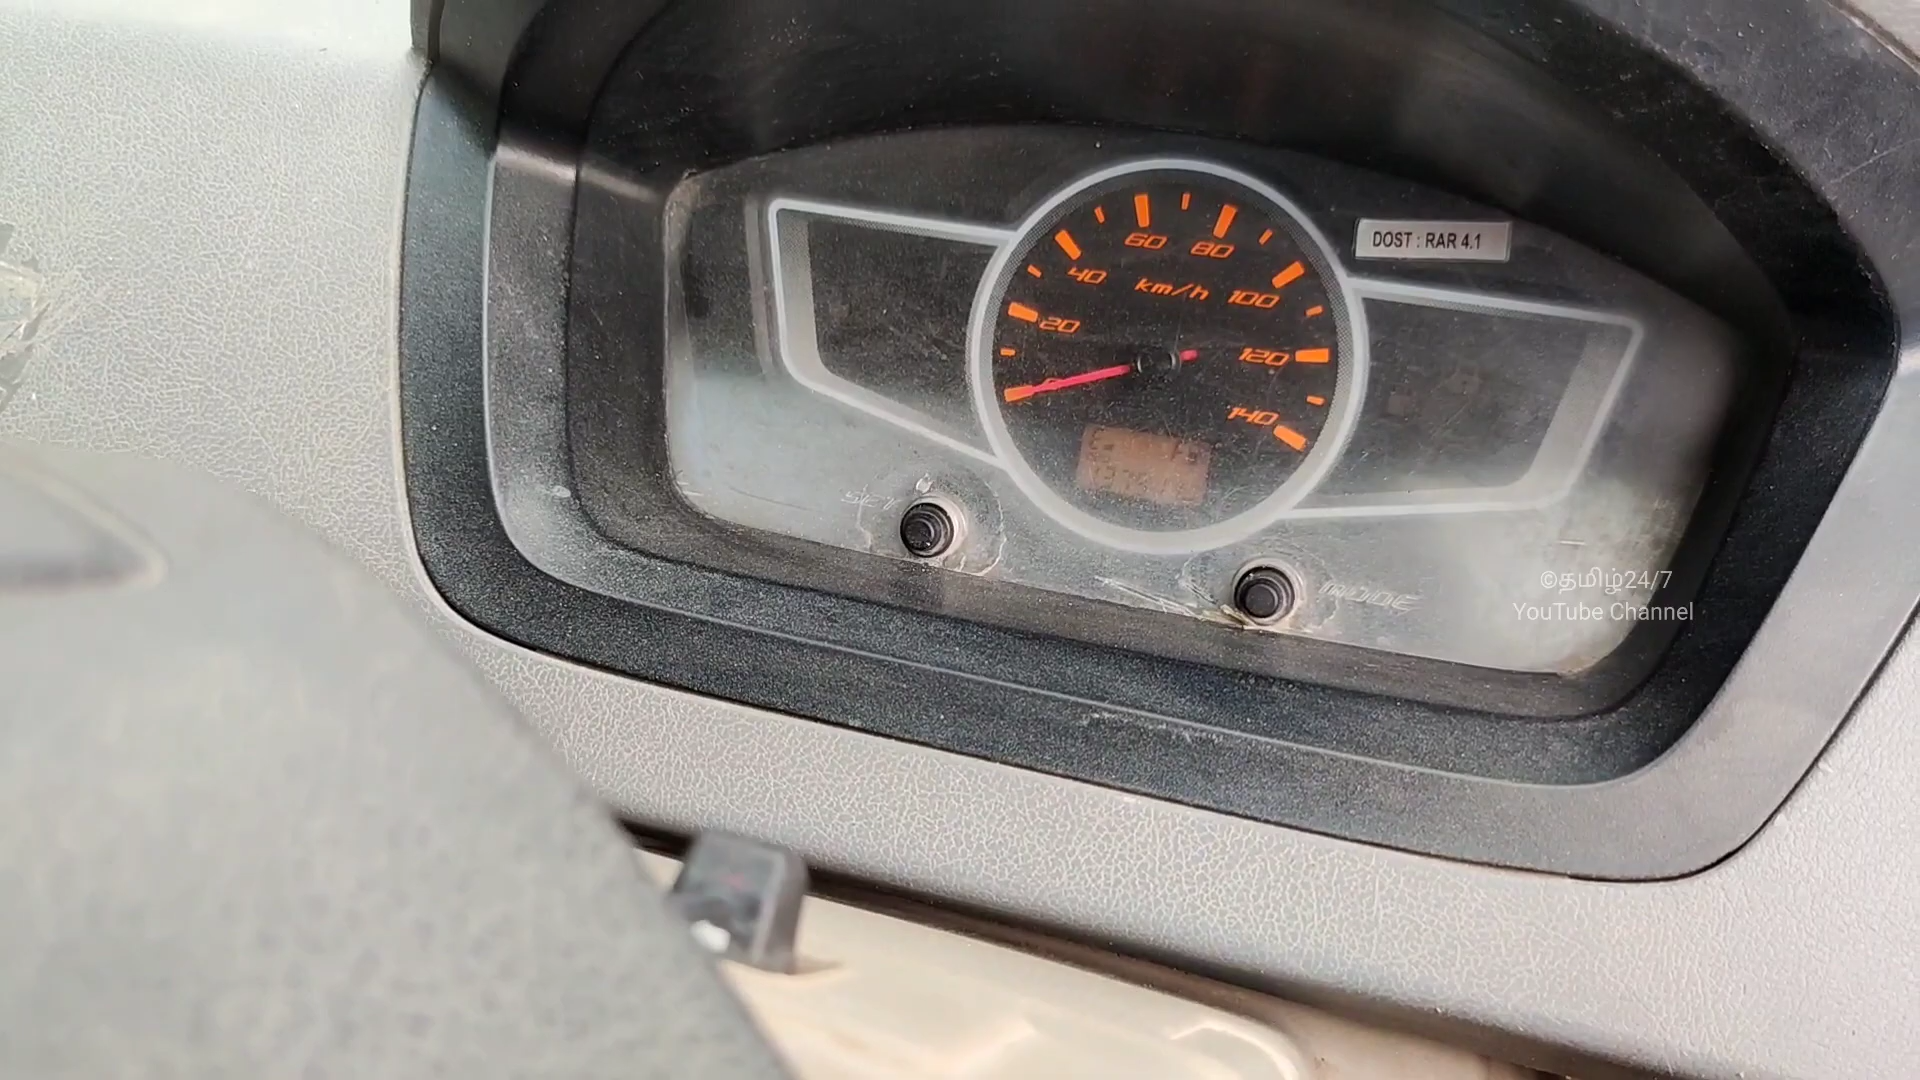 60 80
40 km/h 100
20
120
140
DOST : RAR 4.1
MODE
©தமிழ்24/7
YouTube Channel